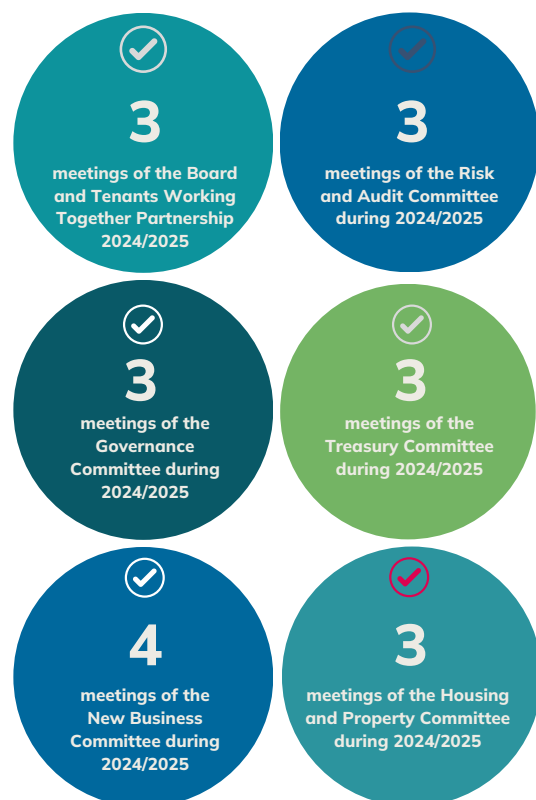 3
meetings of the Board
and Tenants Working
Together Partnership
2024/2025
3
meetings of the Risk
and Audit Committee
during 2024/2025
3
meetings of the
Governance
Committee during
2024/2025
3
meetings of the
Treasury Committee
during 2024/2025
4
meetings of the
New Business
Committee during
2024/2025
3
meetings of the Housing
and Property Committee
during 2024/2025